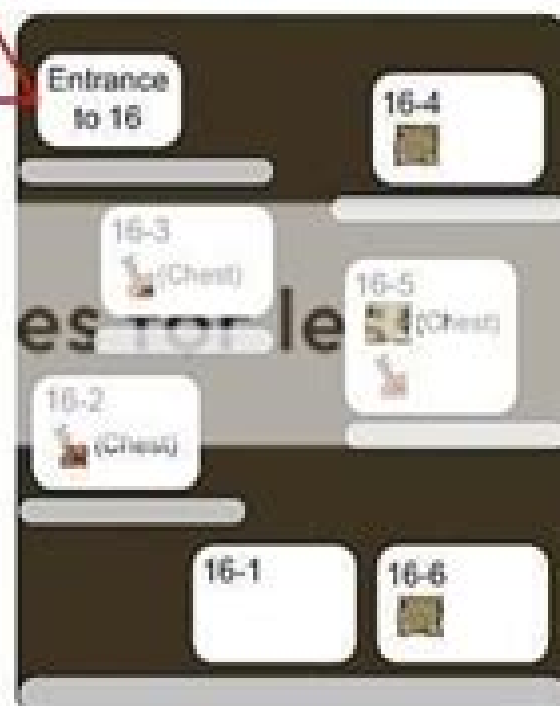 Entrance
to 16
16-4
16-3
(Chest)
16-5
(Chest)
es for le
16-2
(Chest)
16-1
16-6